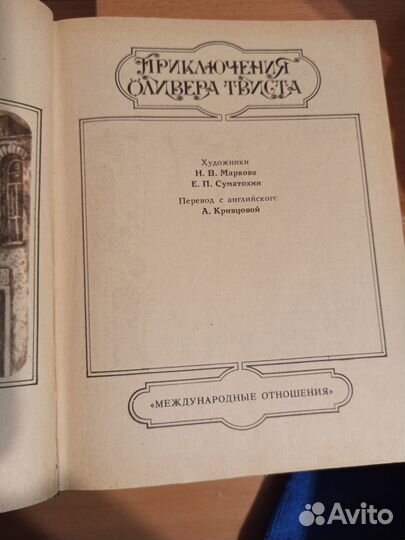 ПРИКЛЮЧЕНИЯ
ОЛИВЕРА ТВИСТА
Художники
Н. В. Маркова
Е. П. Суматохин
Перевод с английского
А. Кривцовой
«МЕЖДУНАРОДНЫЕ ОТНОШЕНИЯ»
Avito